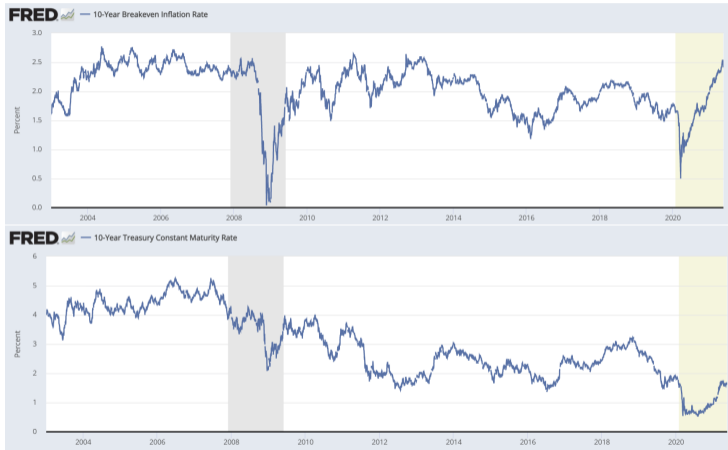 FRED — 10-Year Breakeven Inflation Rate
3.0
2.5
2.0
1.5
1.0
0.5
0.0
Percent
2004 2006 2008 2010 2012 2014 2016 2018 2020
FRED — 10-Year Treasury Constant Maturity Rate
6
5
4
3
2
1
0
Percent
2004 2006 2008 2010 2012 2014 2016 2018 2020